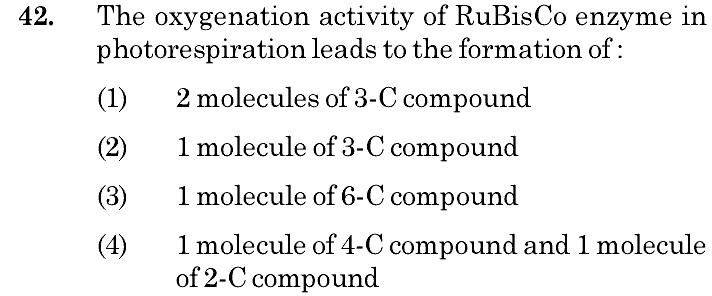 42. The oxygenation activity of RuBisCo enzyme in
photorespiration leads to the formation of :
(1) 2 molecules of 3-C compound
(2) 1 molecule of 3-C compound
(3) 1 molecule of 6-C compound
(4) 1 molecule of 4-C compound and 1 molecule
of 2-C compound